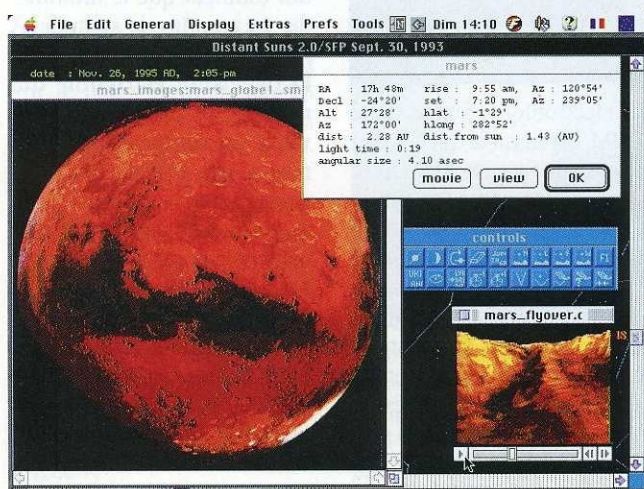 File Edit General Display Extras Prefs Tools Dim 14:10
Distant Suns 2.0/SFP Sept. 30, 1993
date : Nov. 26, 1995 AD, 2:05 pm
mars_images:mars_globe1_sm
mars
RA : 17h 48m rise : 9:55 am, Az : 120°54'
Decl : -24°20' set : 7:20 pm, Az : 239°05'
Alt : 27°28' hlat : -1°29'
Az : 172°00' hlong : 282°52'
dist : 2.28 AU dist.from sun : 1.43 (AU)
light time : 0:19
angular size : 4.10 asec
movie view OK
controls
F1
mars_flyover.c